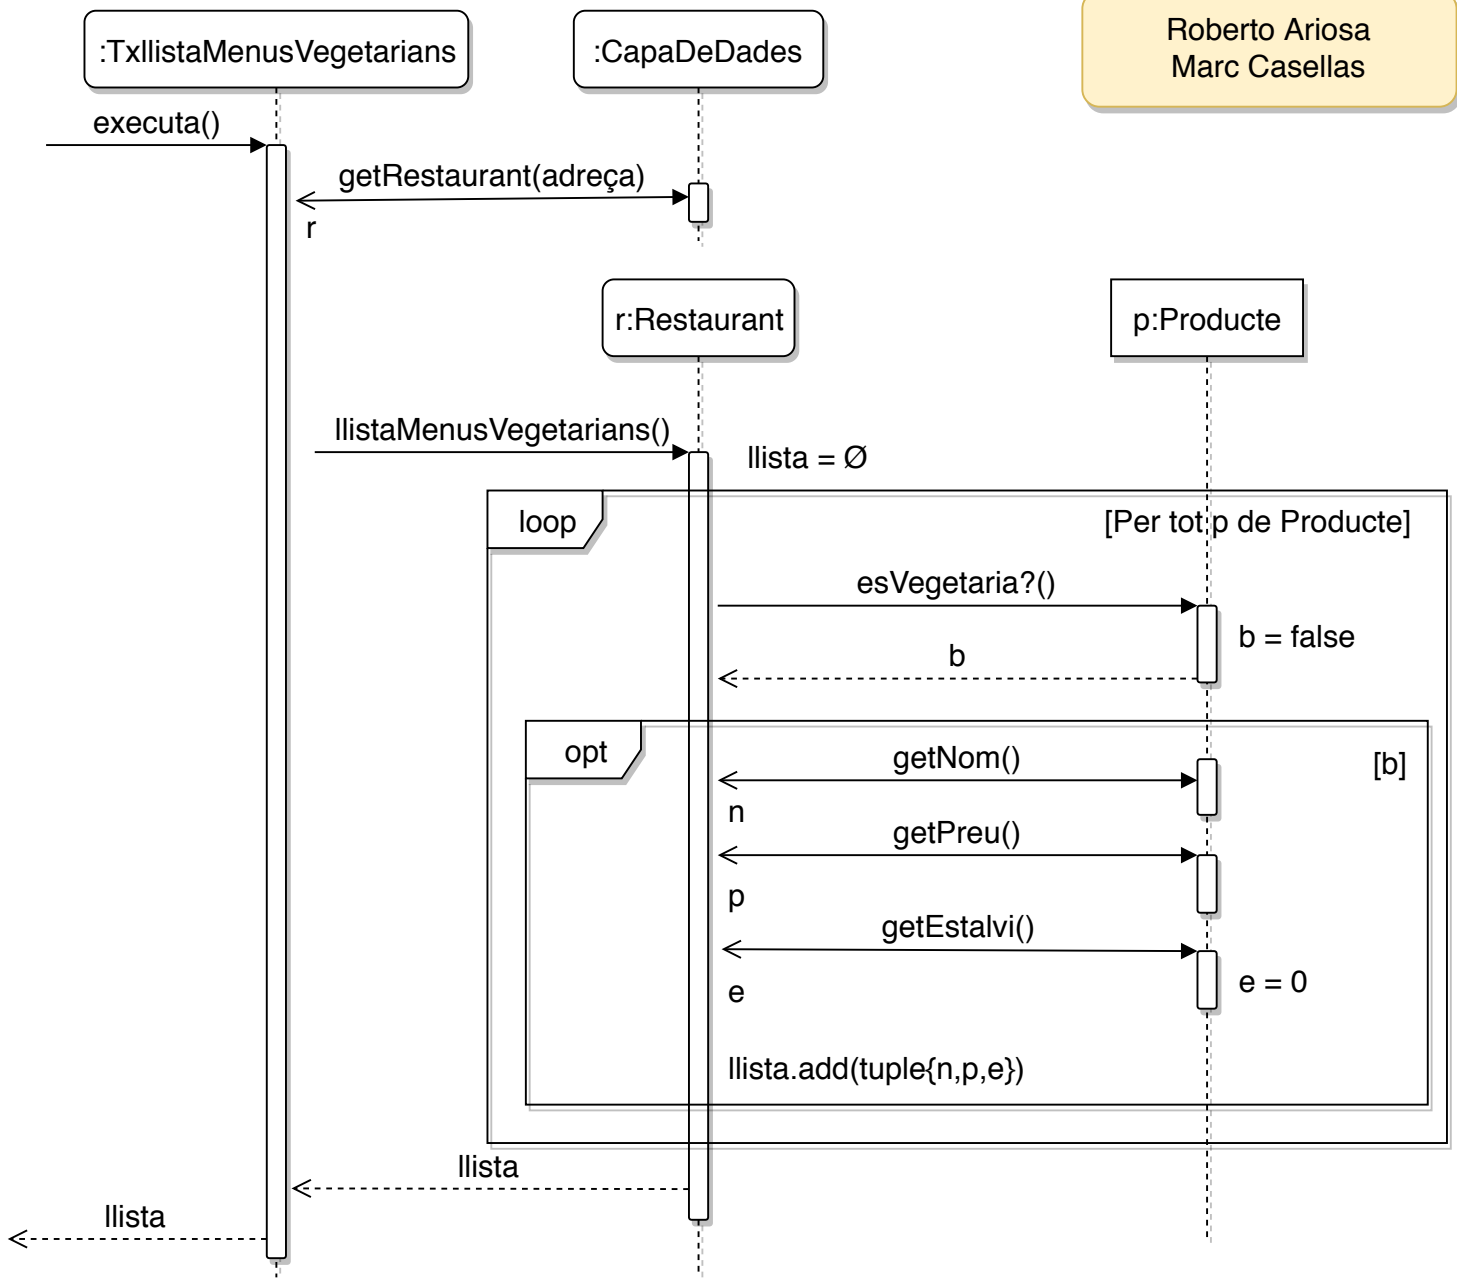 :TxllistaMenusVegetarians
:CapaDeDades
Roberto Ariosa
Marc Casellas
executa()
getRestaurant(adreça)
r
r:Restaurant
p:Producte
llistaMenusVegetarians()
llista = Ø
loop
[Per tot p de Producte]
esVegetaria?()
b = false
b
opt
getNom()
[b]
n
getPreu()
p
getEstalvi()
e = 0
e
llista.add(tuple{n,p,e})
llista
llista